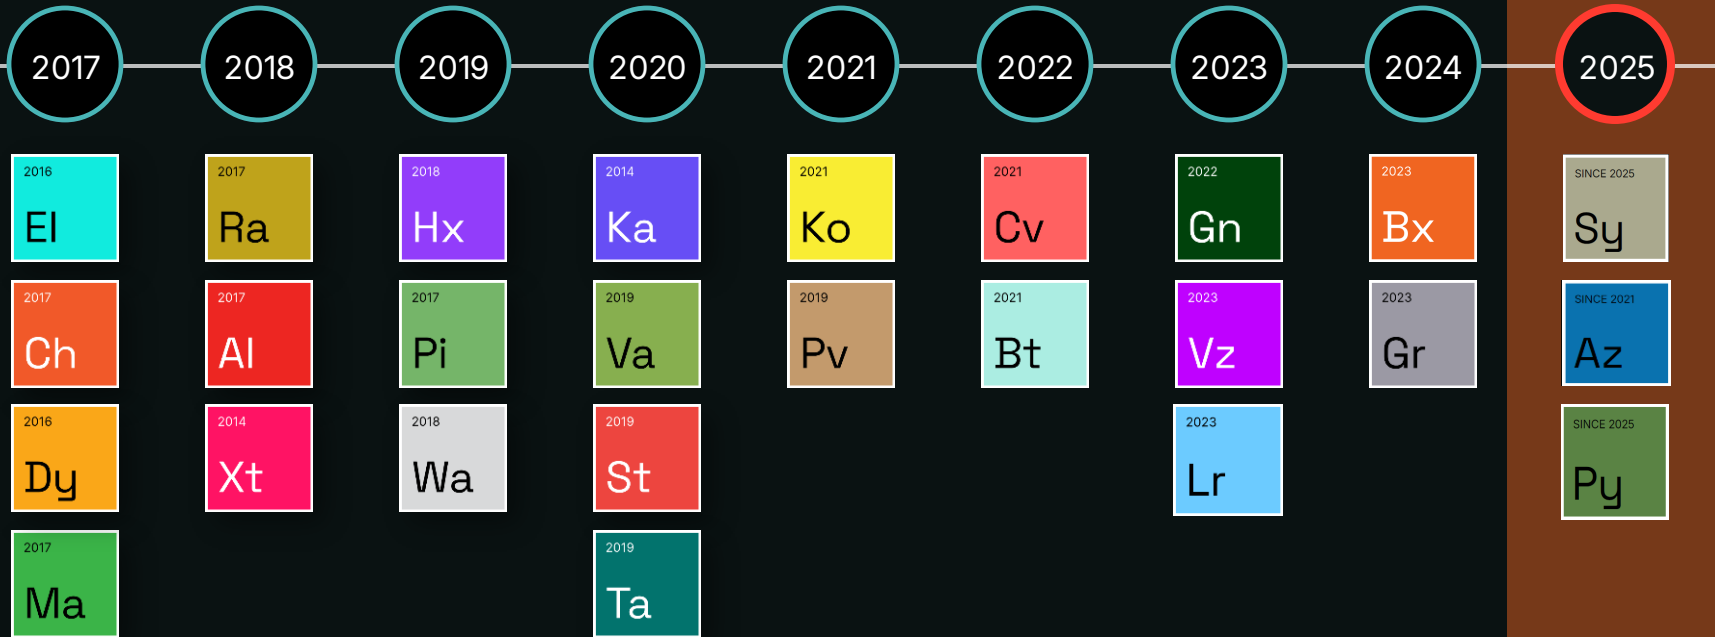 2017 2018 2019 2020 2021 2022 2023 2024 2025
2016 2017 2018 2014 2021 2021 2022 2023 SINCE 2025
El Ra Hx Ka Ko Cv Gn Bx Sy
2017 2017 2017 2019 2019 2021 2023 2023 SINCE 2021
Ch Al Pi Va Pv Bt Vz Gr Az
2016 2014 2018 2019 2023 SINCE 2025
Dy Xt Wa St Lr Py
2017 2019
Ma Ta